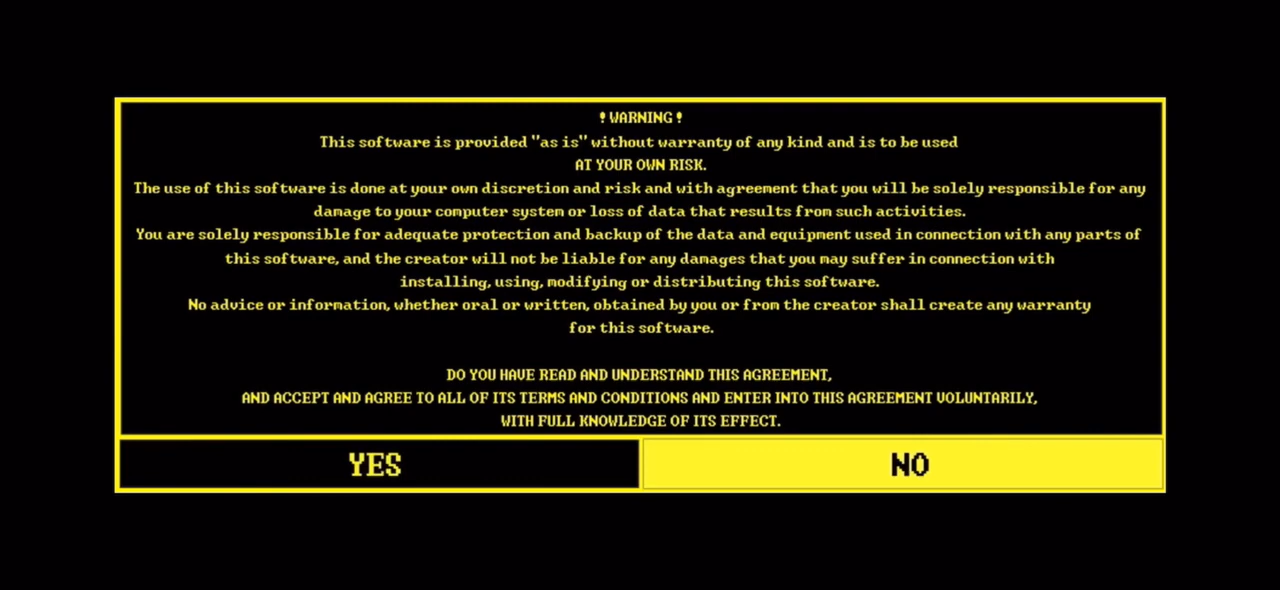 ! WARNING !
This software is provided "as is" without warranty of any kind and is to be used
AT YOUR OWN RISK.
The use of this software is done at your own discretion and risk and with agreement that you will be solely responsible for any
damage to your computer system or loss of data that results from such activities.
You are solely responsible for adequate protection and backup of the data and equipment used in connection with any parts of
this software, and the creator will not be liable for any damages that you may suffer in connection with
installing, using, modifying or distributing this software.
No advice or information, whether oral or written, obtained by you or from the creator shall create any warranty
for this software.
DO YOU HAVE READ AND UNDERSTAND THIS AGREEMENT,
AND ACCEPT AND AGREE TO ALL OF ITS TERMS AND CONDITIONS AND ENTER INTO THIS AGREEMENT VOLUNTARILY,
WITH FULL KNOWLEDGE OF ITS EFFECT.
YES
NO